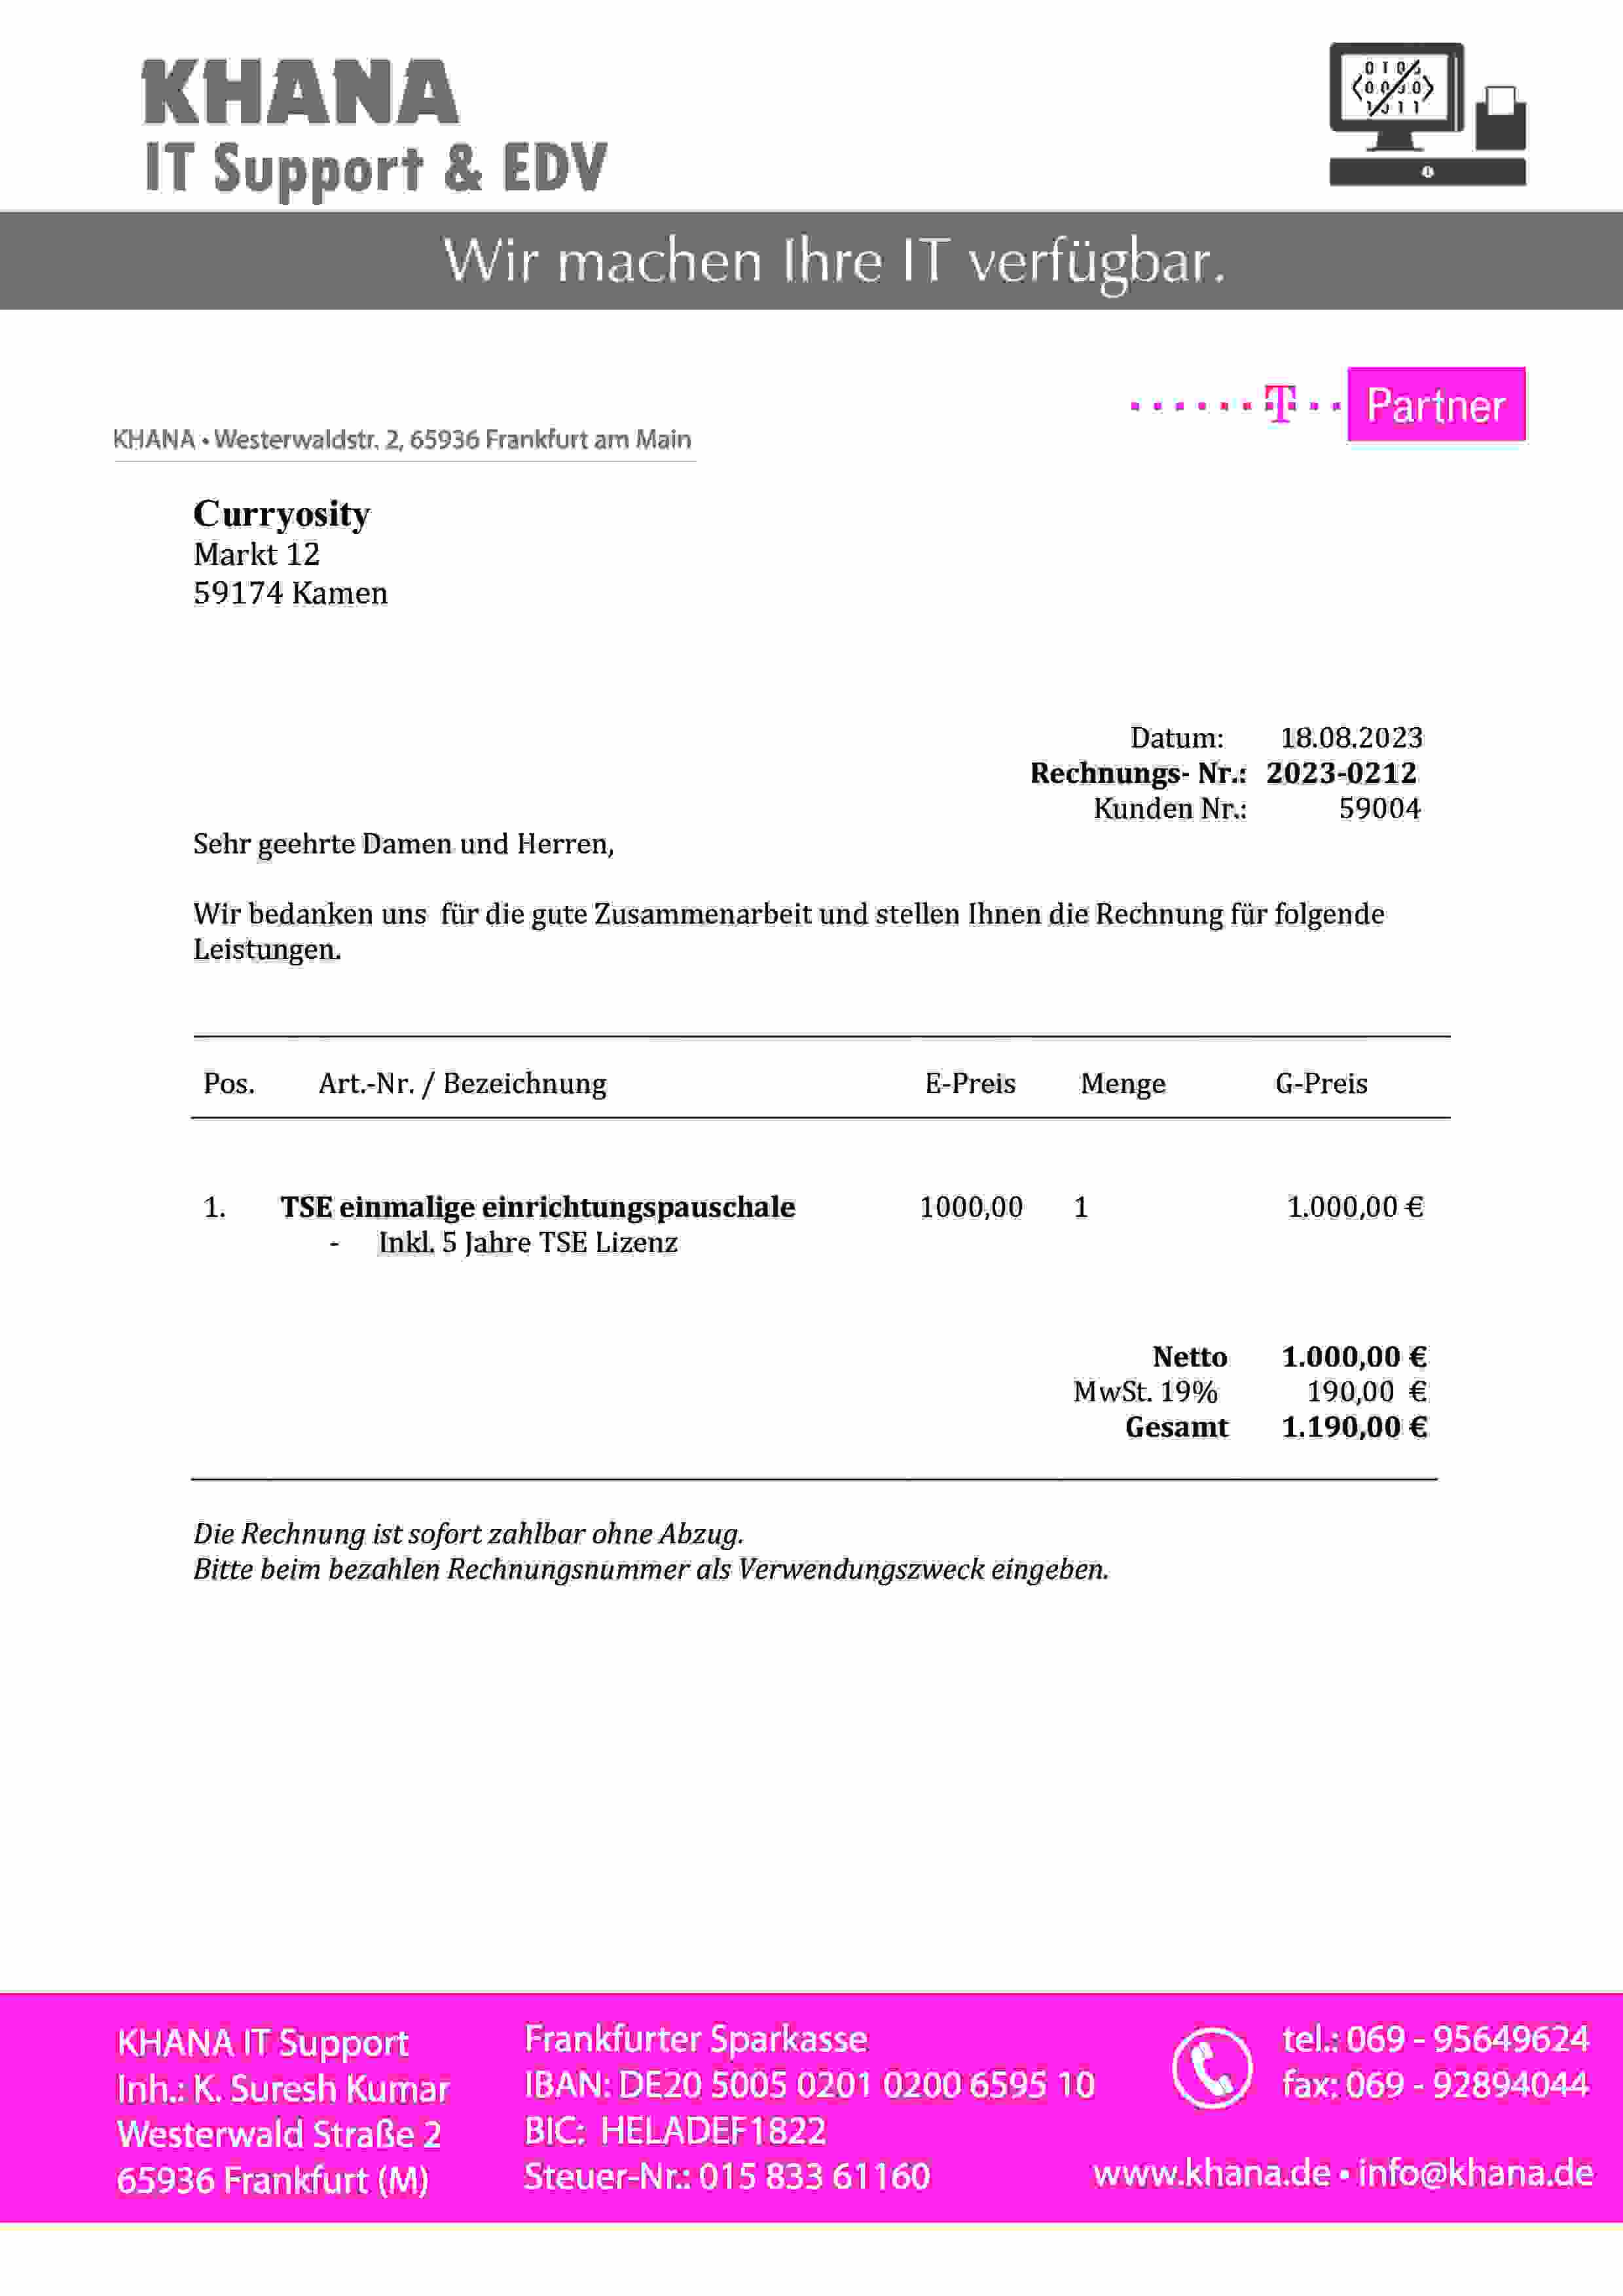 KHANA
IT Support & EDV
Wir machen Ihre IT verfügbar.
T Partner
KHANA • Westerwaldstr. 2, 65936 Frankfurt am Main
Curryosity
Markt 12
59174 Kamen
Datum: 18.08.2023
Rechnungs- Nr.: 2023-0212
Kunden Nr.: 59004
Sehr geehrte Damen und Herren,
Wir bedanken uns für die gute Zusammenarbeit und stellen Ihnen die Rechnung für folgende
Leistungen.
Pos. Art.-Nr. / Bezeichnung E-Preis Menge G-Preis
1. TSE einmalige einrichtungspauschale 1000,00 1 1.000,00 €
- Inkl. 5 Jahre TSE Lizenz
Netto 1.000,00 €
MwSt. 19% 190,00 €
Gesamt 1.190,00 €
Die Rechnung ist sofort zahlbar ohne Abzug.
Bitte beim bezahlen Rechnungsnummer als Verwendungszweck eingeben.
KHANA IT Support
Inh.: K. Suresh Kumar
Westerwald Straße 2
65936 Frankfurt (M)
Frankfurter Sparkasse
IBAN: DE20 5005 0201 0200 6595 10
BIC: HELADEF1822
Steuer-Nr.: 015 833 61160
tel.: 069 - 95649624
fax: 069 - 92894044
www.khana.de • info@khana.de